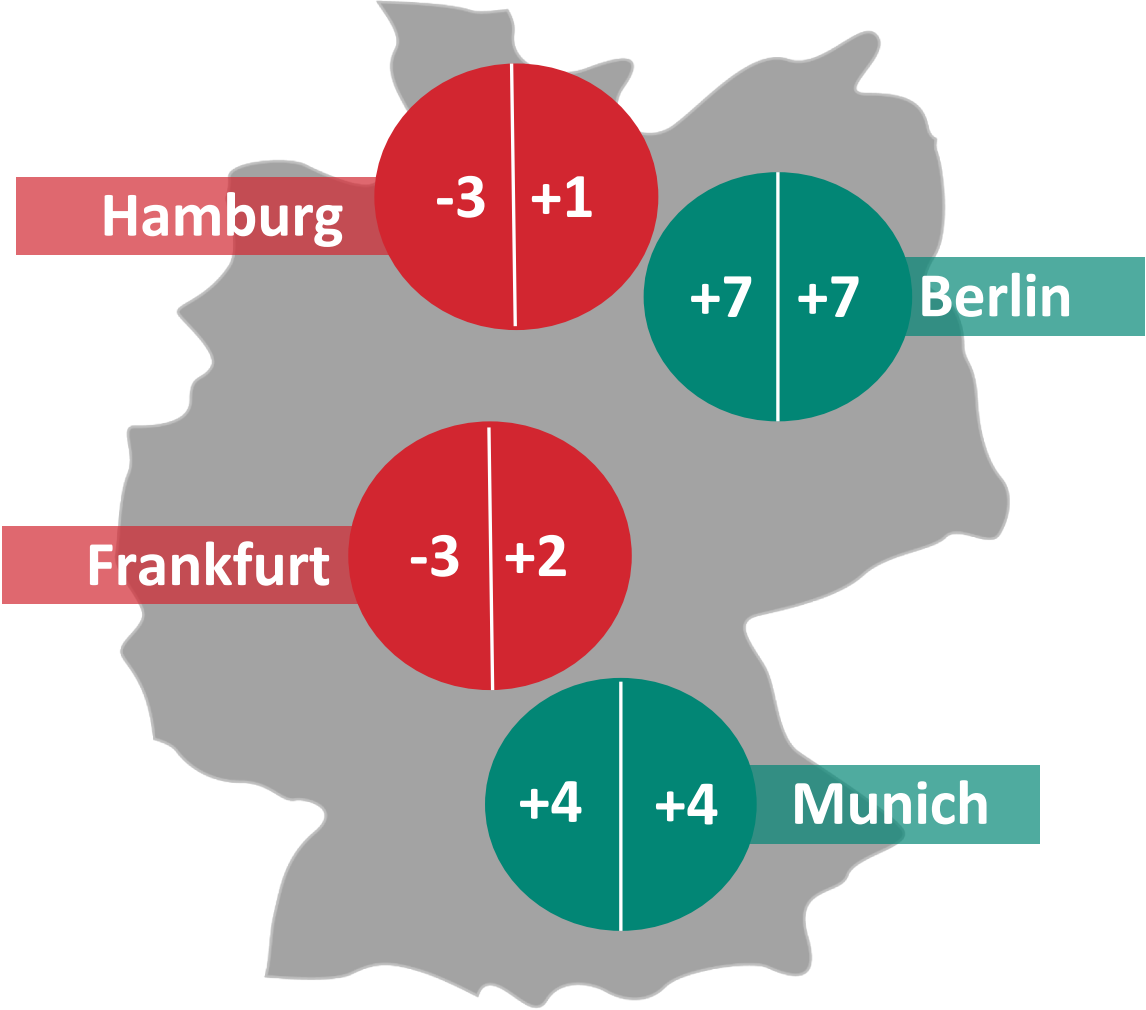 Hamburg -3 +1
+7 +7 Berlin
Frankfurt -3 +2
+4 +4 Munich